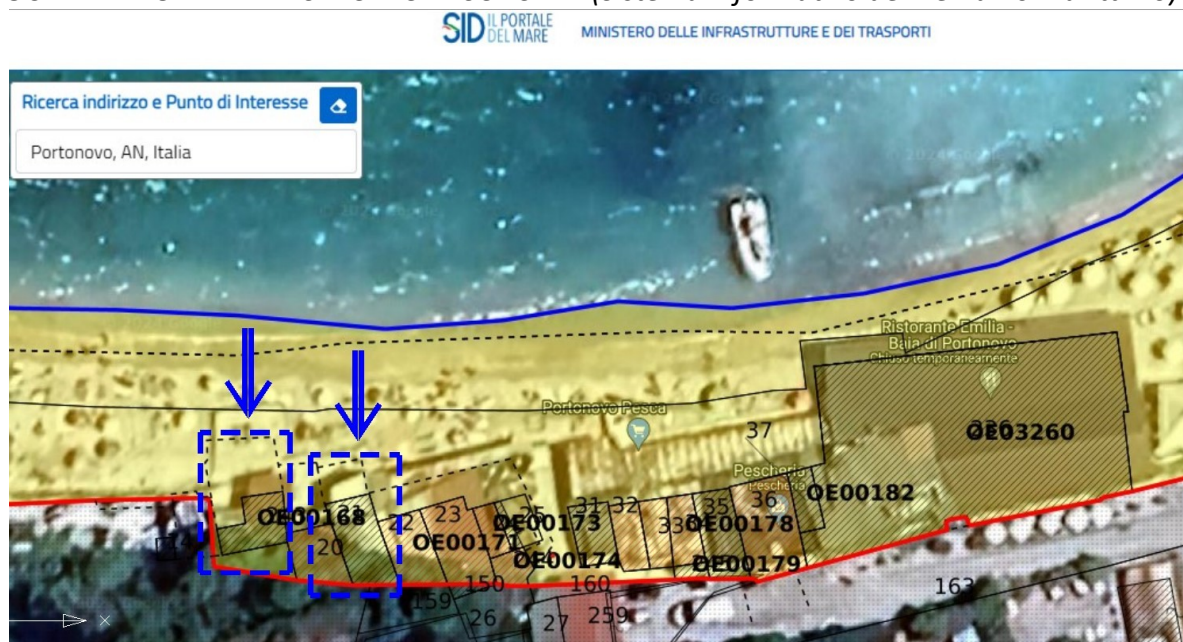 SID IL PORTALE DEL MARE
MINISTERO DELLE INFRASTRUTTURE E DEI TRASPORTI
Ricerca indirizzo e Punto di Interesse
Portonovo, AN, Italia
Ristorante Emilia -
Baia di Portonovo
Chiuso temporaneamente
Portonovo Pesca
37
OE03260
Pescheria
pescheria
OE00182
31
32
35
36
OE00168
21
22
23
25
OE00173
33
OE00178
20
OE00171
OE00174
OE00179
150
160
163
159
26
27
259